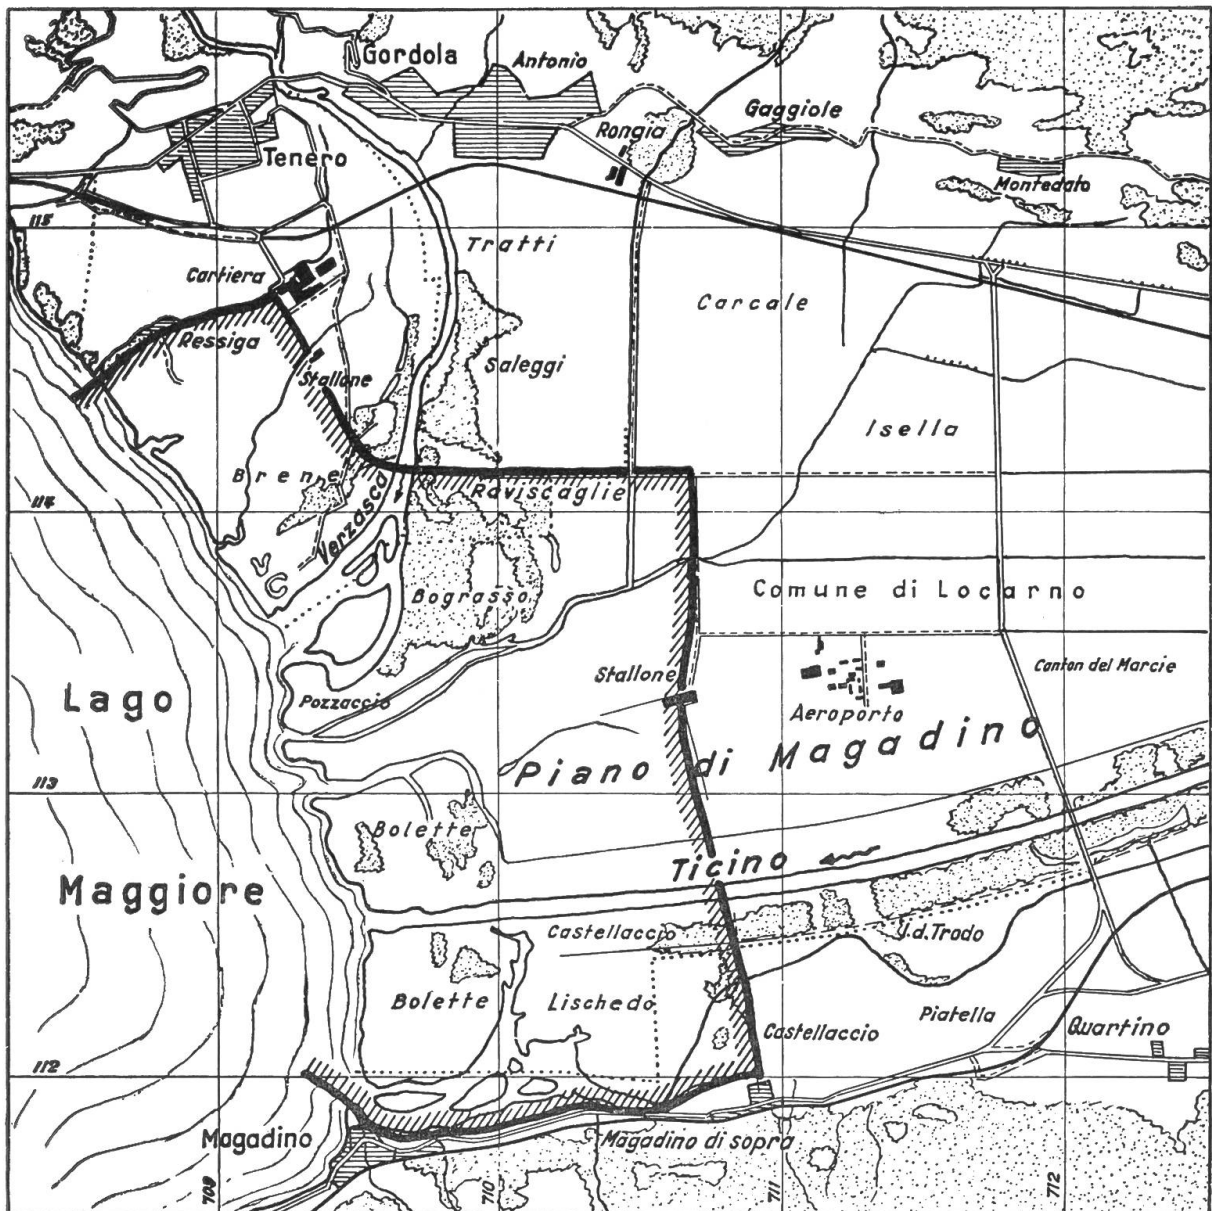 Gordola
Antonio
Gaggiole
Rongia
Tenero
Montedato
115
Tratti
Cartiera
Carcale
Ressiga
Saleggi
Stallone
Isella
Brene
Raviscaglie
114
Verzasca
Comune di Locarno
Bograsso
Stallone
Canton del Marcie
Lago
Pozzaccio
Aeroporto
Piano di Magadino
113
Bolette
Ticino
Maggiore
Castellaccio
I.d.Trodo
Bolette
Lischedo
Piatella
Castellaccio
Quartino
112
Magadino
Magadino di sopra
709
710
711
712